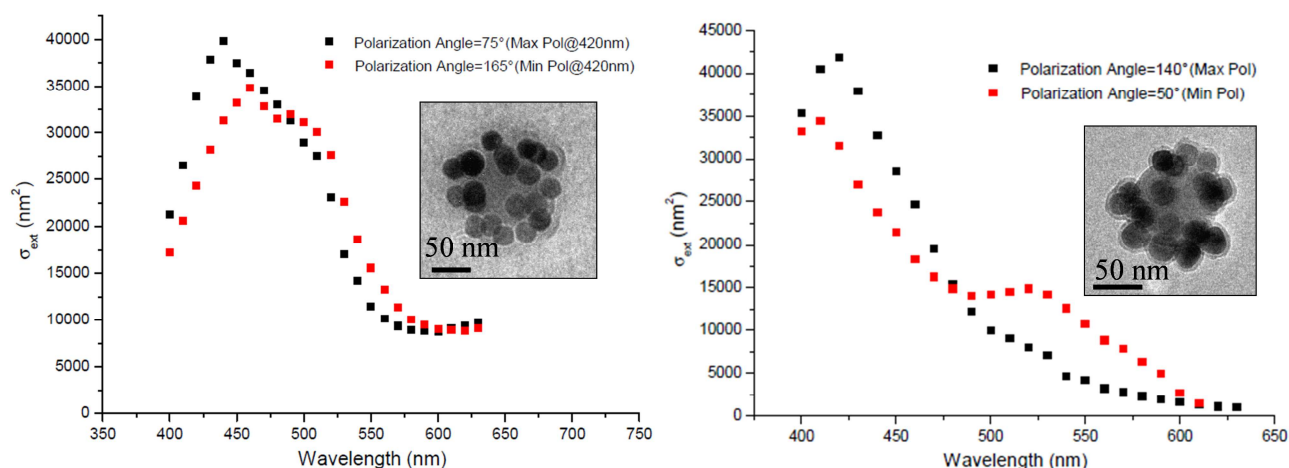 40000
35000
30000
25000
20000
15000
10000
5000
0
σext (nm²)
Polarization Angle=75°(Max Pol@420nm)
Polarization Angle=165°(Min Pol@420nm)
50 nm
350 400 450 500 550 600 650 700 750
Wavelength (nm)
45000
40000
35000
30000
25000
20000
15000
10000
5000
0
σext (nm²)
Polarization Angle=140°(Max Pol)
Polarization Angle=50°(Min Pol)
50 nm
400 450 500 550 600 650
Wavelength (nm)